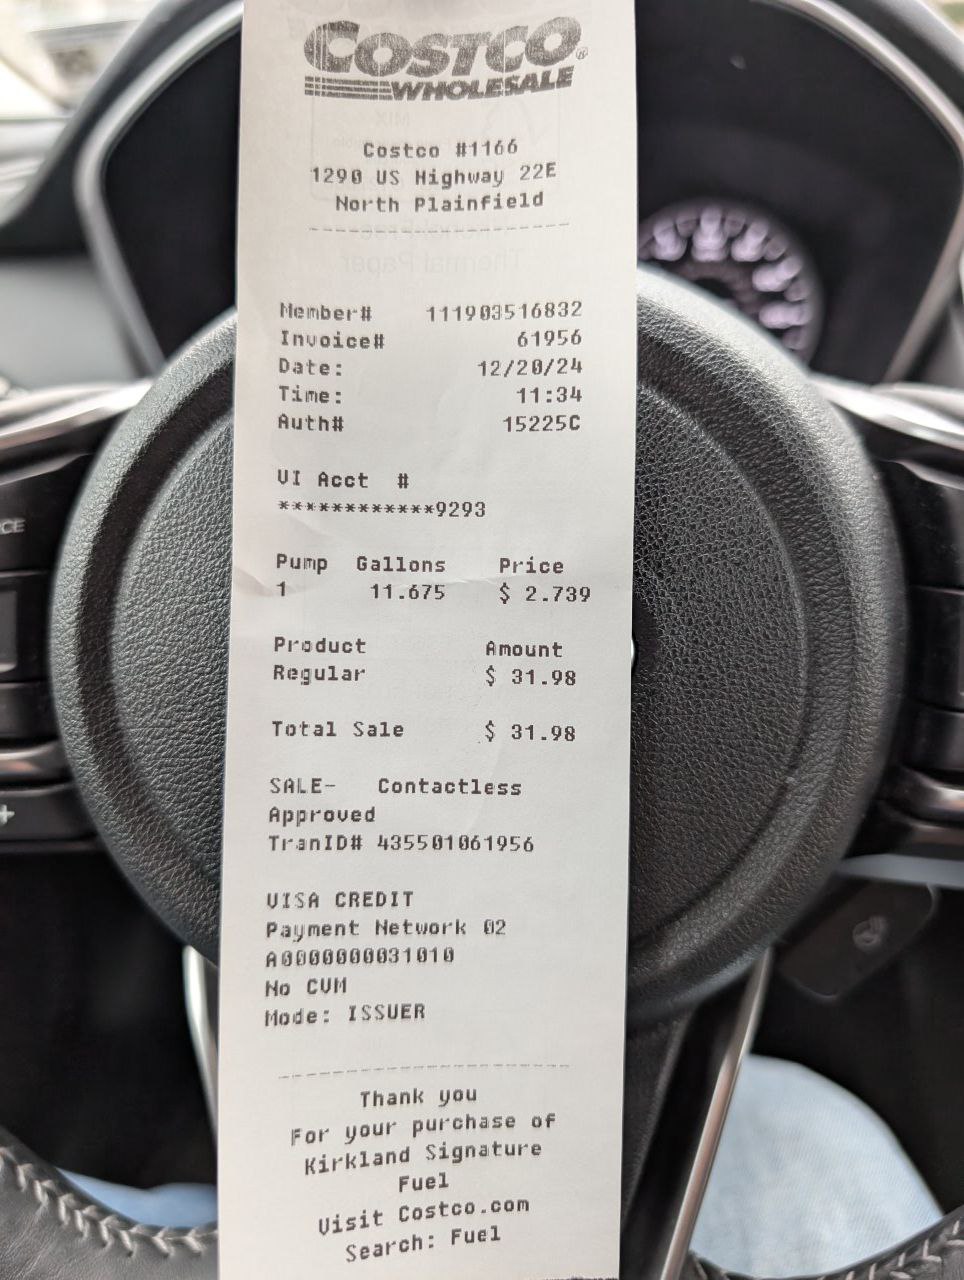 COSTCO
WHOLESALE
Costco #1166
1290 US Highway 22E
North Plainfield
Thermal Paper
Member# 111903516832
Invoice# 61956
Date: 12/20/24
Time: 11:34
Auth# 15225C
VI Acct #
************9293
Pump Gallons Price
1 11.675 $ 2.739
Product Amount
Regular $ 31.98
Total Sale $ 31.98
SALE- Contactless
Approved
TranID# 435501061956
VISA CREDIT
Payment Network 02
A0000000031010
No CVM
Mode: ISSUER
Thank you
For your purchase of
Kirkland Signature
Fuel
Visit Costco.com
Search: Fuel